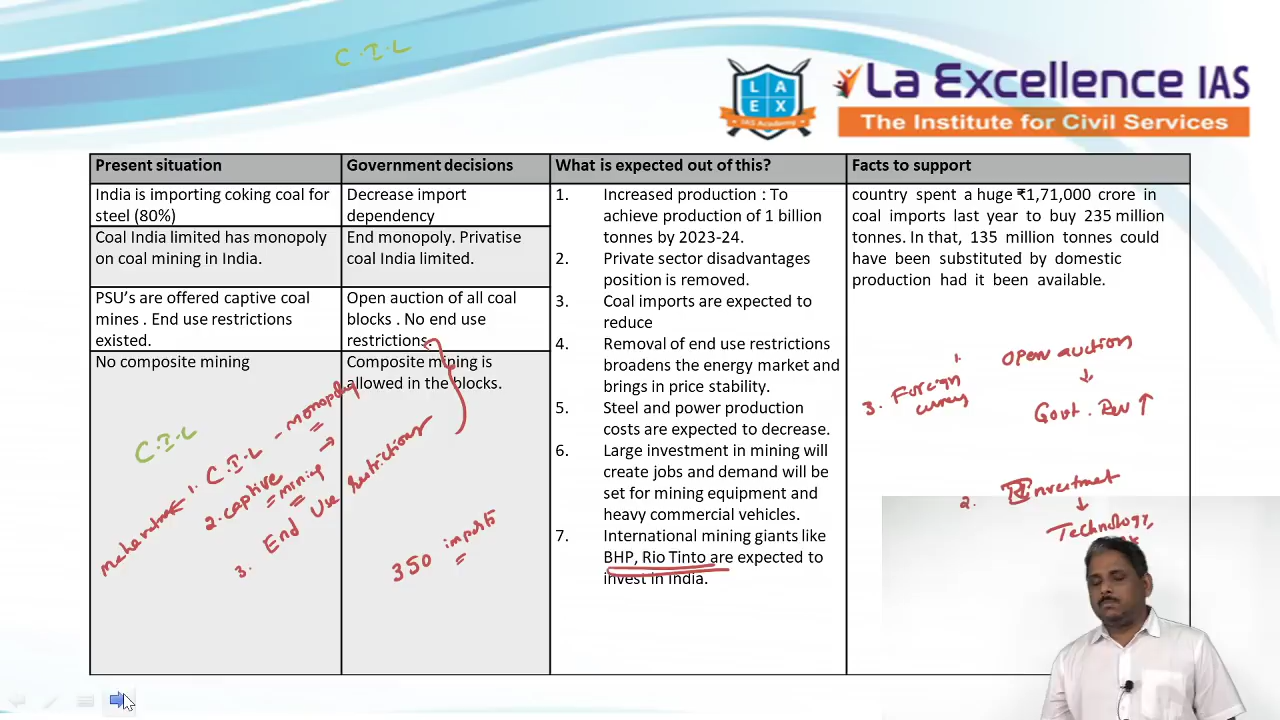 C.I.L
L A
E X
IAS Academy
La Excellence IAS
The Institute for Civil Services
Present situation
Government decisions
What is expected out of this?
Facts to support
India is importing coking coal for
steel (80%)
Decrease import
dependency
Coal India limited has monopoly
on coal mining in India.
End monopoly. Privatise
coal India limited.
PSU’s are offered captive coal
mines . End use restrictions
existed.
Open auction of all coal
blocks . No end use
restrictions.
No composite mining
Composite mining is
allowed in the blocks.
1. Increased production : To
achieve production of 1 billion
tonnes by 2023-24.
2. Private sector disadvantages
position is removed.
3. Coal imports are expected to
reduce
4. Removal of end use restrictions
broadens the energy market and
brings in price stability.
5. Steel and power production
costs are expected to decrease.
6. Large investment in mining will
create jobs and demand will be
set for mining equipment and
heavy commercial vehicles.
7. International mining giants like
BHP, Rio Tinto are expected to
invest in India.
country spent a huge ₹1,71,000 crore in
coal imports last year to buy 235 million
tonnes. In that, 135 million tonnes could
have been substituted by domestic
production had it been available.
C.I.L
1. C.I.L - monopoly
2. captive mining →
3. End Use restrictions
350 imports
1. Open auction
↓
Govt. Rev ↑
3. Foreign
currency
2. investment
↓
Technology,